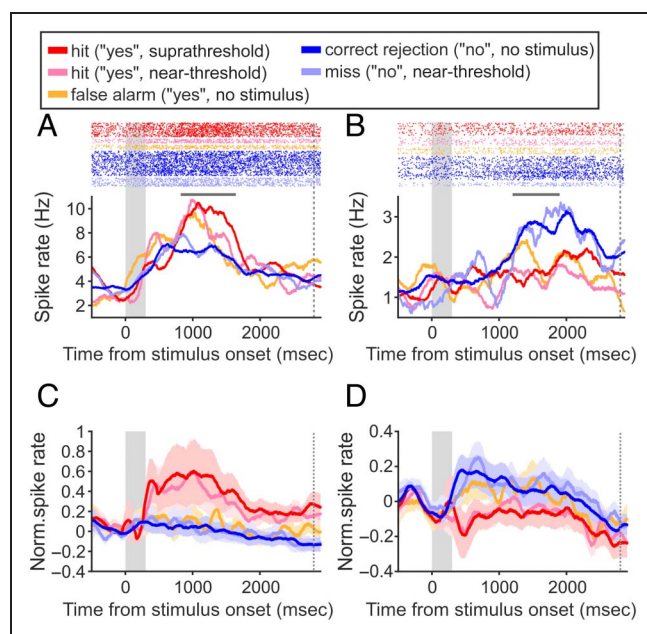 hit ("yes", suprathreshold)
hit ("yes", near-threshold)
false alarm ("yes", no stimulus)
correct rejection ("no", no stimulus)
miss ("no", near-threshold)
A
Spike rate (Hz)
10
8
6
4
2
0 1000 2000
Time from stimulus onset (msec)
B
Spike rate (Hz)
3
2
1
0 1000 2000
Time from stimulus onset (msec)
C
Norm.spike rate
1
0.8
0.6
0.4
0.2
0
−0.2
−0.4
0 1000 2000
Time from stimulus onset (msec)
D
Norm.spike rate
0.4
0.2
0
−0.2
−0.4
0 1000 2000
Time from stimulus onset (msec)